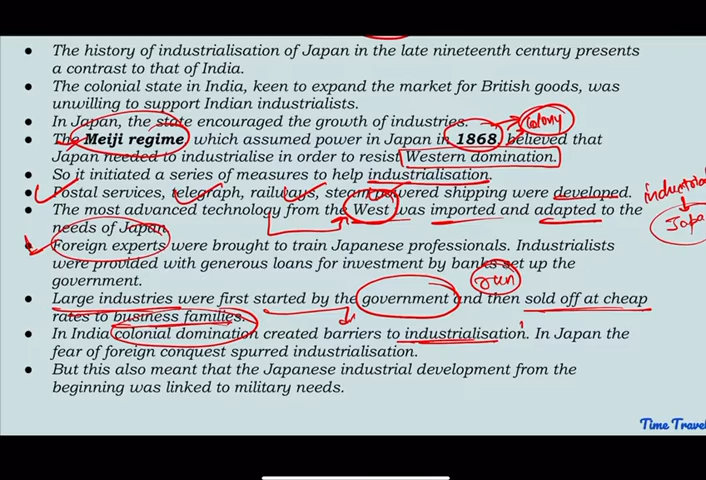 • The history of industrialisation of Japan in the late nineteenth century presents
a contrast to that of India.
• The colonial state in India, keen to expand the market for British goods, was
unwilling to support Indian industrialists.
• In Japan, the state encouraged the growth of industries.
colony
• The Meiji regime which assumed power in Japan in 1868, believed that
Japan needed to industrialise in order to resist Western domination.
• So it initiated a series of measures to help industrialisation.
• Postal services, telegraph, railways, steam powered shipping were developed.
industrial
• The most advanced technology from the West was imported and adapted to the
needs of Japan.
Japa
• Foreign experts were brought to train Japanese professionals. Industrialists
were provided with generous loans for investment by banks set up the
government.
• Large industries were first started by the government and then sold off at cheap
rates to business families.
• In India colonial domination created barriers to industrialisation. In Japan the
fear of foreign conquest spurred industrialisation.
• But this also meant that the Japanese industrial development from the
beginning was linked to military needs.
Time Travel